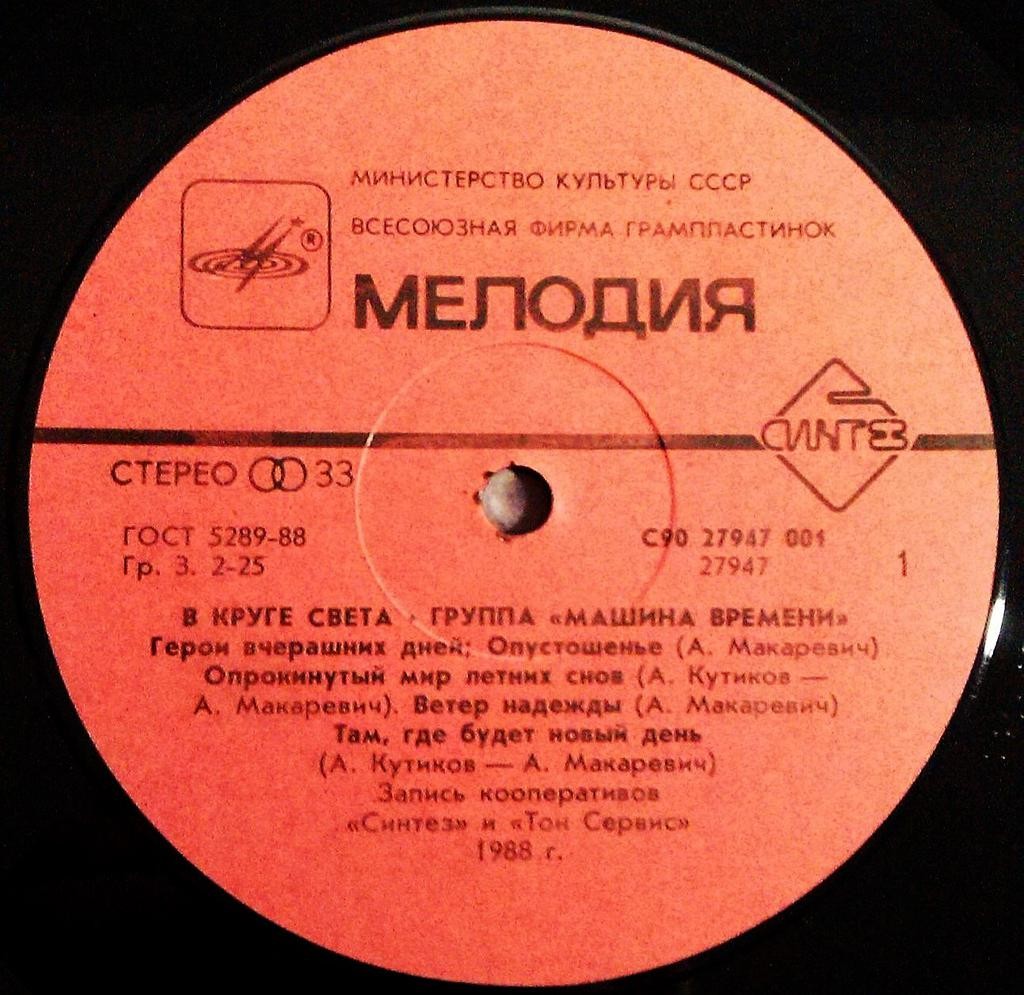 МИНИСТЕРСТВО КУЛЬТУРЫ СССР
ВСЕСОЮЗНАЯ ФИРМА ГРАМПЛАСТИНОК
®
МЕЛОДИЯ
СИНТЕЗ
СТЕРЕО 33
ГОСТ 5289-88
Гр. 3. 2-25
С90 27947 001
27947
1
В КРУГЕ СВЕТА · ГРУППА «МАШИНА ВРЕМЕНИ»
Герои вчерашних дней; Опустошенье (А. Макаревич)
Опрокинутый мир летних снов (А. Кутиков —
А. Макаревич). Ветер надежды (А. Макаревич)
Там, где будет новый день
(А. Кутиков — А. Макаревич)
Запись кооперативов
«Синтез» и «Тон Сервис»
1988 г.